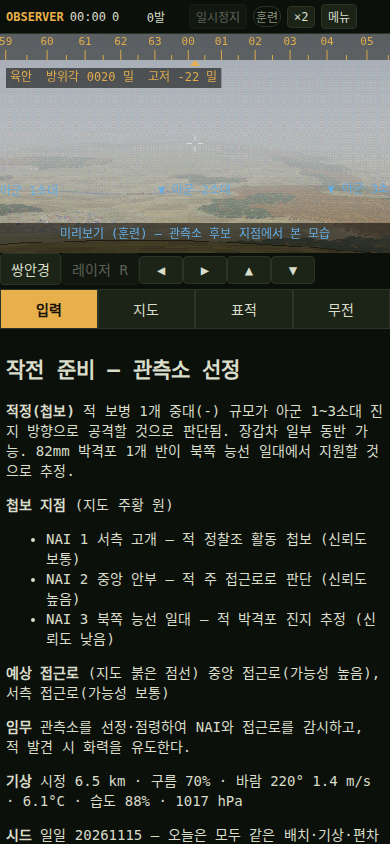 OBSERVER 00:00 0 0발 일시정지 훈련 ×2 메뉴
59 60 61 62 63 00 01 02 03 04 05
육안 방위각 0020 밀 고저 -22 밀
미리보기 (훈련) — 관측소 후보 지점에서 본 모습
쌍안경 레이저 R ◀ ▶ ▲ ▼
입력 지도 표적 무전
작전 준비 — 관측소 선정
적정(첩보) 적 보병 1개 중대(-) 규모가 아군 1~3소대 진
지 방향으로 공격할 것으로 판단됨. 장갑차 일부 동반 가
능. 82mm 박격포 1개 반이 북쪽 능선 일대에서 지원할 것
으로 추정.
첩보 지점 (지도 주황 원)
• NAI 1 서측 고개 — 적 정찰조 활동 첩보 (신뢰도
보통)
• NAI 2 중앙 안부 — 적 주 접근로로 판단 (신뢰도
높음)
• NAI 3 북쪽 능선 일대 — 적 박격포 진지 추정 (신
뢰도 낮음)
예상 접근로 (지도 붉은 점선) 중앙 접근로(가능성 높음),
서측 접근로(가능성 보통)
임무 관측소를 선정·점령하여 NAI와 접근로를 감시하고,
적 발견 시 화력을 유도한다.
기상 시정 6.5 km · 구름 70% · 바람 220° 1.4 m/s
· 6.1°C · 습도 88% · 1017 hPa
시드 일일 20261115 — 오늘은 모두 같은 배치·기상·편차